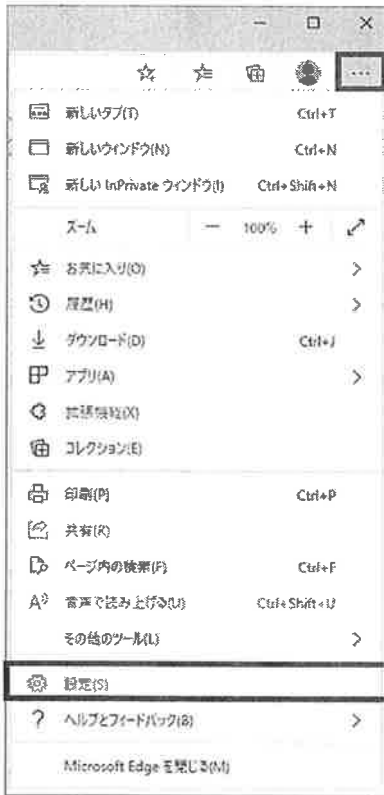 新しいタブ(T) Ctrl+T
新しいウィンドウ(N) Ctrl+N
新しい InPrivate ウィンドウ(I) Ctrl+Shift+N
ズーム — 100% +
お気に入り(O)
履歴(H)
ダウンロード(D) Ctrl+J
アプリ(A)
拡張機能(X)
コレクション(E)
印刷(P) Ctrl+P
共有(R)
ページ内の検索(F) Ctrl+F
音声で読み上げる(U) Ctrl+Shift+U
その他のツール(L)
設定(S)
ヘルプとフィードバック(B)
Microsoft Edge を閉じる(M)